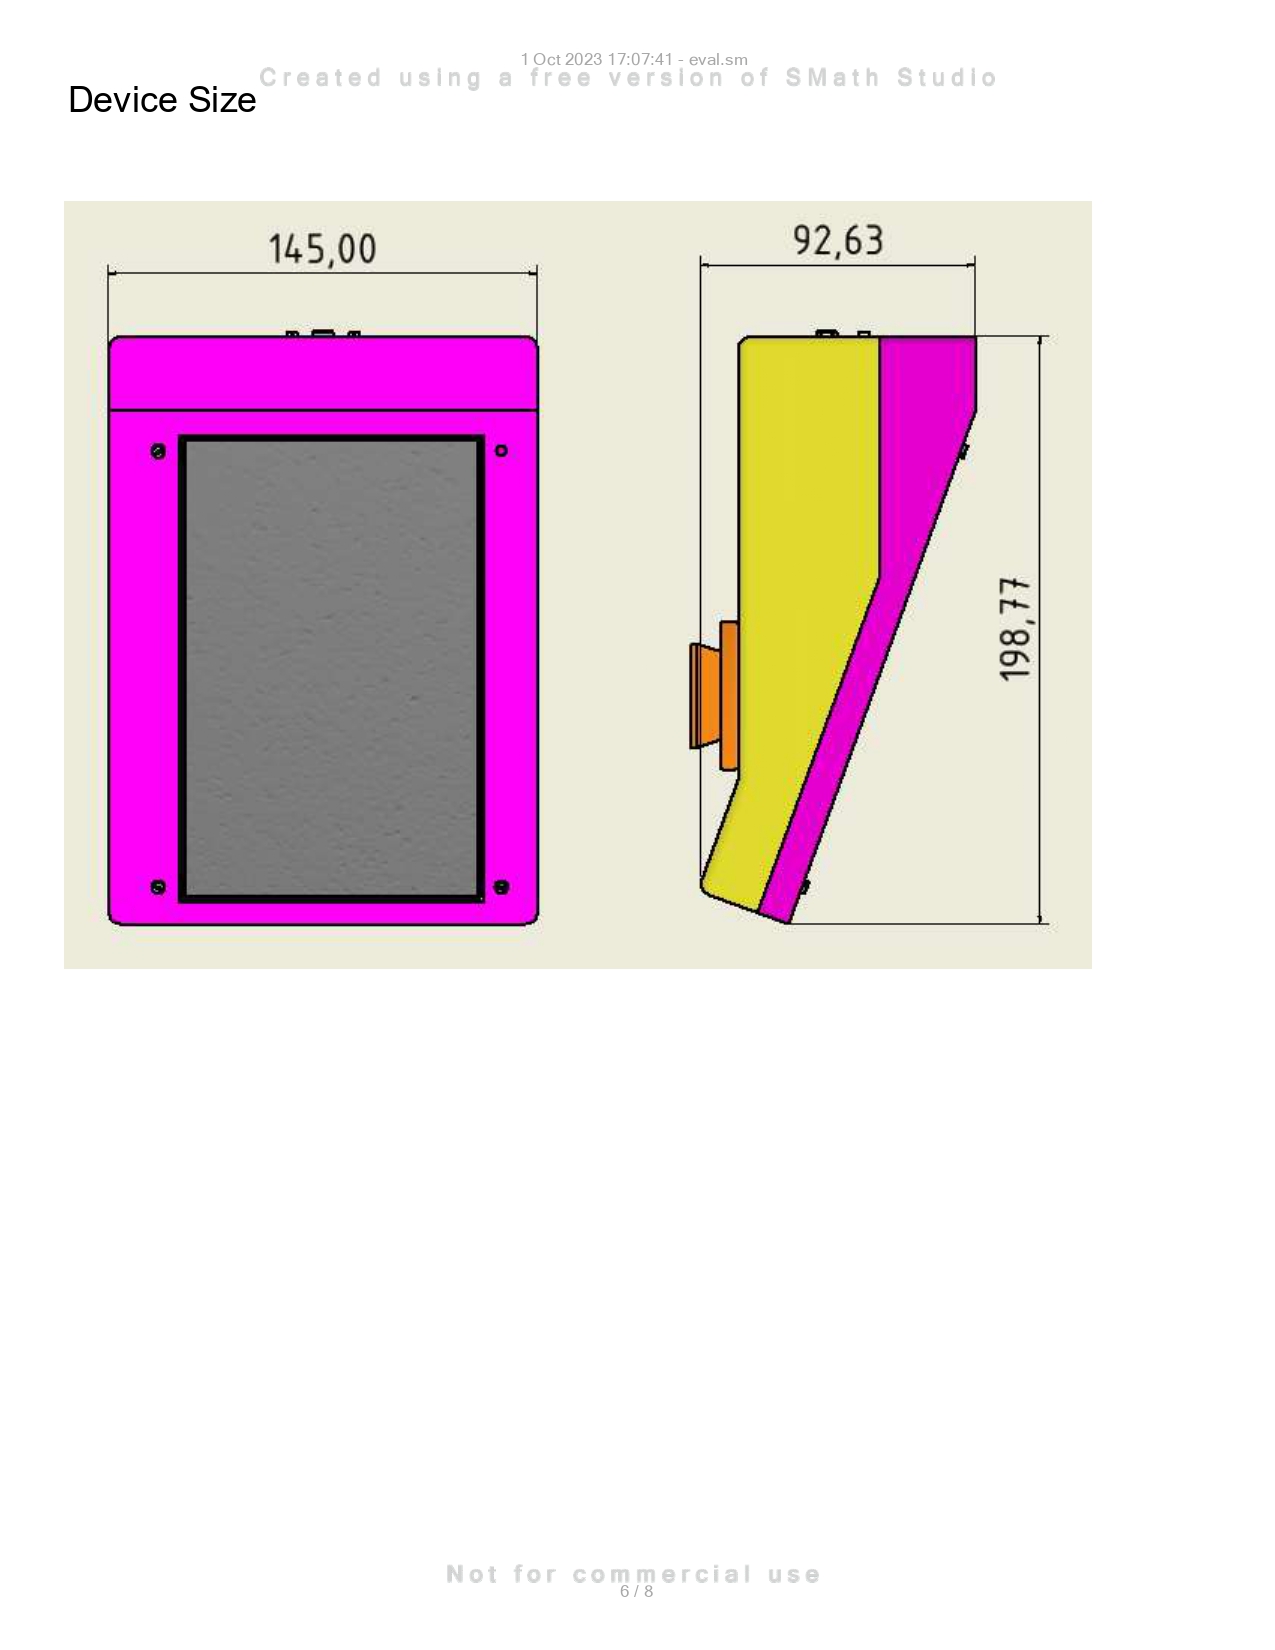 1 Oct 2023 17:07:41 - eval.sm
Created using a free version of SMath Studio
Device Size
145,00
92,63
198,77
Not for commercial use
6 / 8